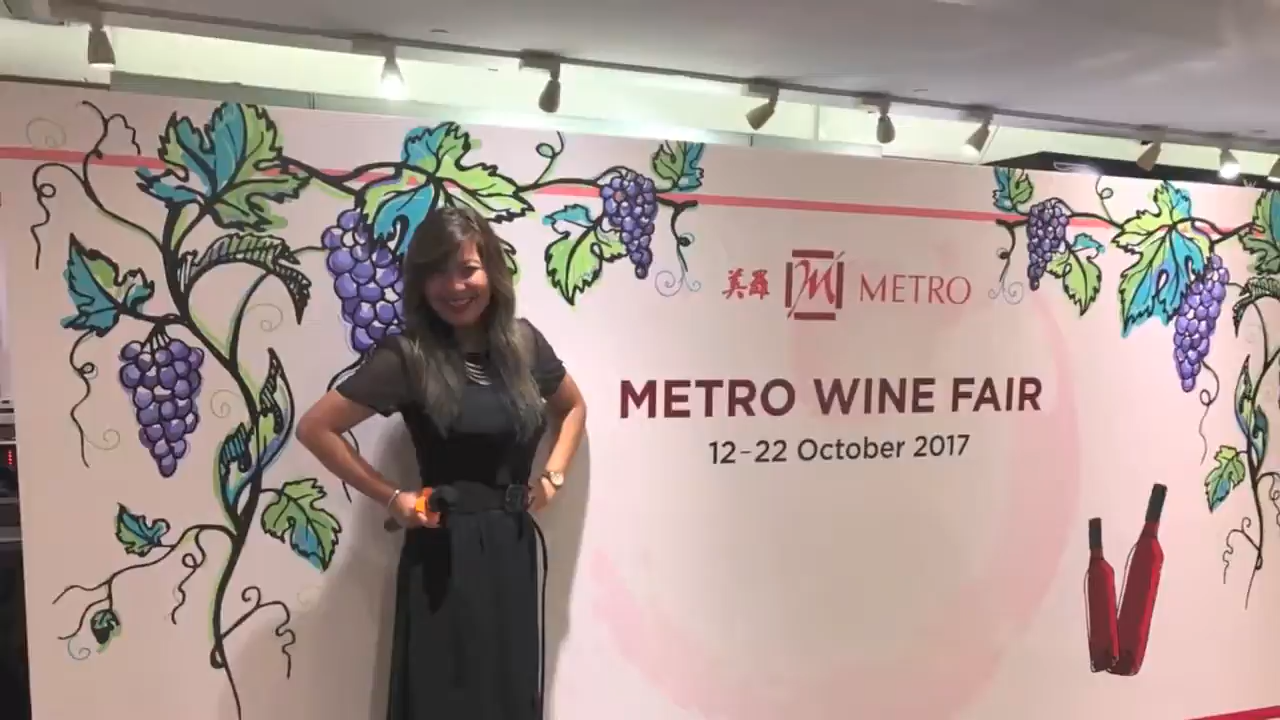 美羅 M METRO
METRO WINE FAIR
12-22 October 2017